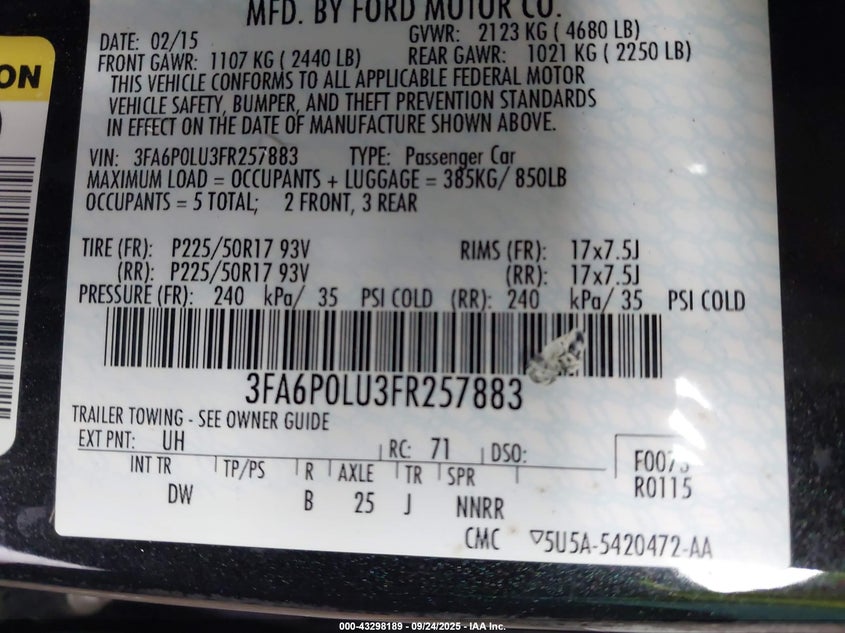 MFD. BY FORD MOTOR CO.
DATE: 02/15 GVWR: 2123 KG ( 4680 LB)
FRONT GAWR: 1107 KG ( 2440 LB) REAR GAWR: 1021 KG ( 2250 LB)
THIS VEHICLE CONFORMS TO ALL APPLICABLE FEDERAL MOTOR
VEHICLE SAFETY, BUMPER, AND THEFT PREVENTION STANDARDS
IN EFFECT ON THE DATE OF MANUFACTURE SHOWN ABOVE.
VIN: 3FA6P0LU3FR257883 TYPE: Passenger Car
MAXIMUM LOAD = OCCUPANTS + LUGGAGE = 385KG/ 850LB
OCCUPANTS = 5 TOTAL; 2 FRONT, 3 REAR
TIRE (FR): P225/50R17 93V RIMS (FR): 17x7.5J
(RR): P225/50R17 93V (RR): 17x7.5J
PRESSURE (FR): 240 kPa/ 35 PSI COLD (RR): 240 kPa/ 35 PSI COLD
3FA6P0LU3FR257883
TRAILER TOWING - SEE OWNER GUIDE
EXT PNT: UH RC: 71 DSO:
INT TR TP/PS R AXLE TR SPR
DW B 25 J NNRR
R0115
CMC ▽5U5A-5420472-AA
ON
000-43298189 - 09/24/2025 - IAA Inc.